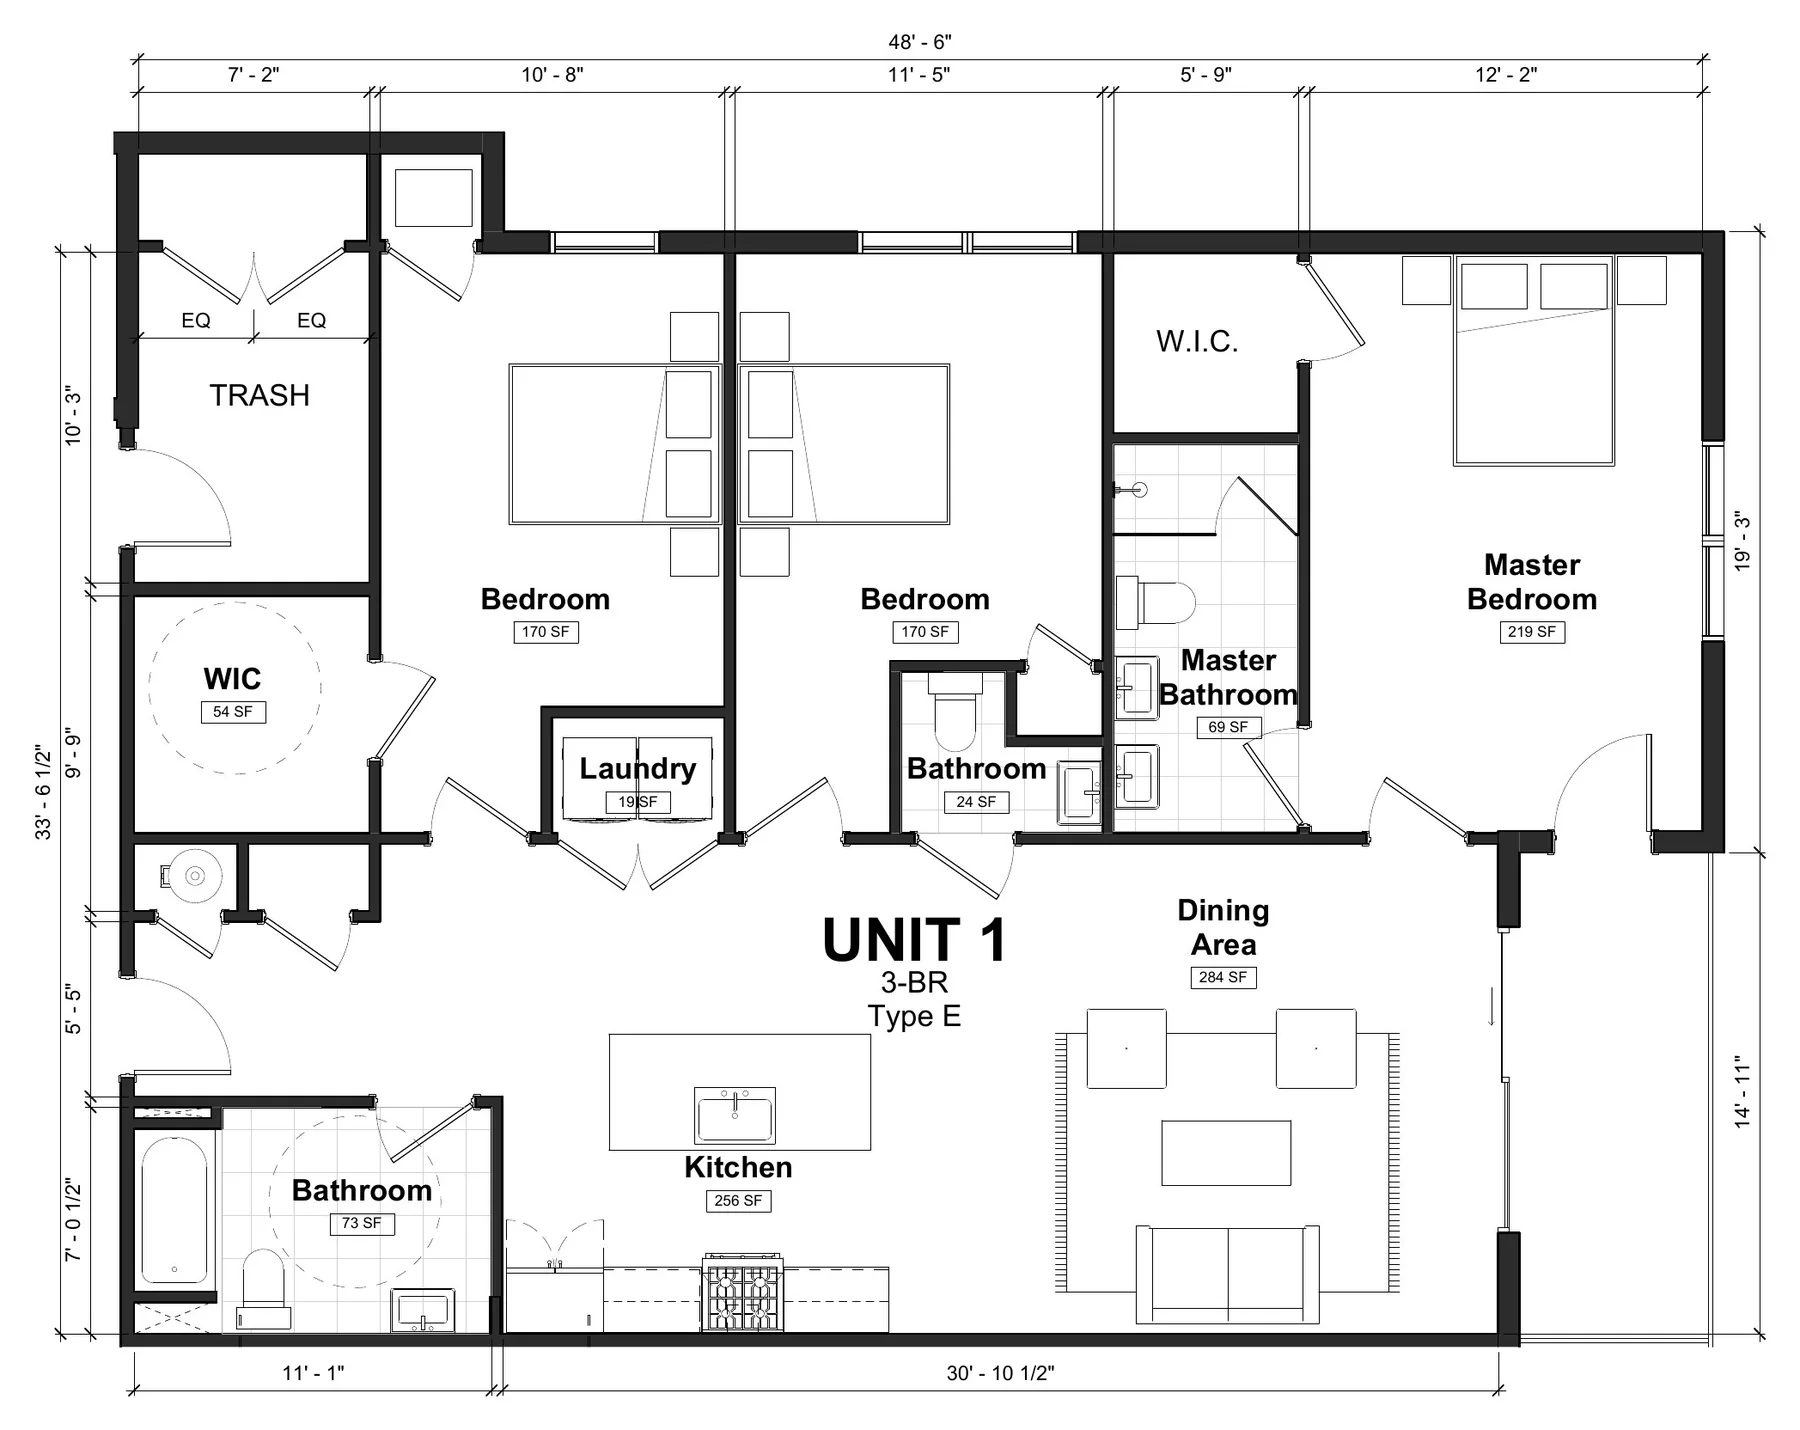 48' - 6"
7' - 2"
10' - 8"
11' - 5"
5' - 9"
12' - 2"
EQ
EQ
TRASH
W.I.C.
10' - 3"
19' - 3"
Bedroom
170 SF
Bedroom
170 SF
Master
Bedroom
219 SF
WIC
54 SF
Master
Bathroom
69 SF
9' - 9"
33' - 6 1/2"
Laundry
19 SF
Bathroom
24 SF
UNIT 1
3-BR
Type E
Dining
Area
284 SF
5' - 5"
14' - 11"
Kitchen
256 SF
Bathroom
73 SF
7' - 0 1/2"
11' - 1"
30' - 10 1/2"